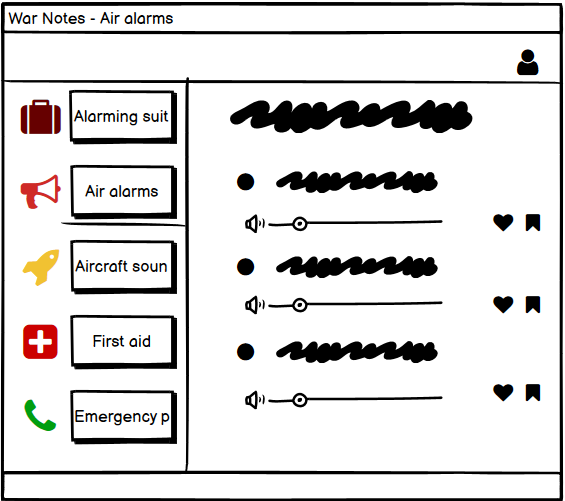 War Notes - Air alarms
Alarming suit
Air alarms
Aircraft soun
First aid
Emergency p